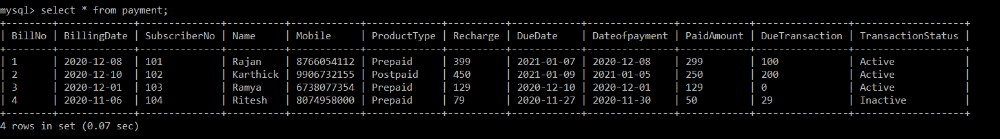 mysql> select * from payment;
+--------+-------------+--------------+----------+------------+-------------+----------+------------+---------------+------------+----------------+-------------------+
| BillNo | BillingDate | SubscriberNo | Name     | Mobile     | ProductType | Recharge | DueDate    | Dateofpayment | PaidAmount | DueTransaction | TransactionStatus |
+--------+-------------+--------------+----------+------------+-------------+----------+------------+---------------+------------+----------------+-------------------+
| 1      | 2020-12-08  | 101          | Rajan    | 8766054112 | Prepaid     | 399      | 2021-01-07 | 2020-12-08    | 299        | 100            | Active            |
| 2      | 2020-12-10  | 102          | Karthick | 9906732155 | Postpaid    | 450      | 2021-01-09 | 2021-01-05    | 250        | 200            | Active            |
| 3      | 2020-12-01  | 103          | Ramya    | 6738077354 | Prepaid     | 129      | 2020-12-10 | 2020-12-01    | 129        | 0              | Active            |
| 4      | 2020-11-06  | 104          | Ritesh   | 8074958000 | Prepaid     | 79       | 2020-11-27 | 2020-11-30    | 50         | 29             | Inactive          |
+--------+-------------+--------------+----------+------------+-------------+----------+------------+---------------+------------+----------------+-------------------+
4 rows in set (0.07 sec)